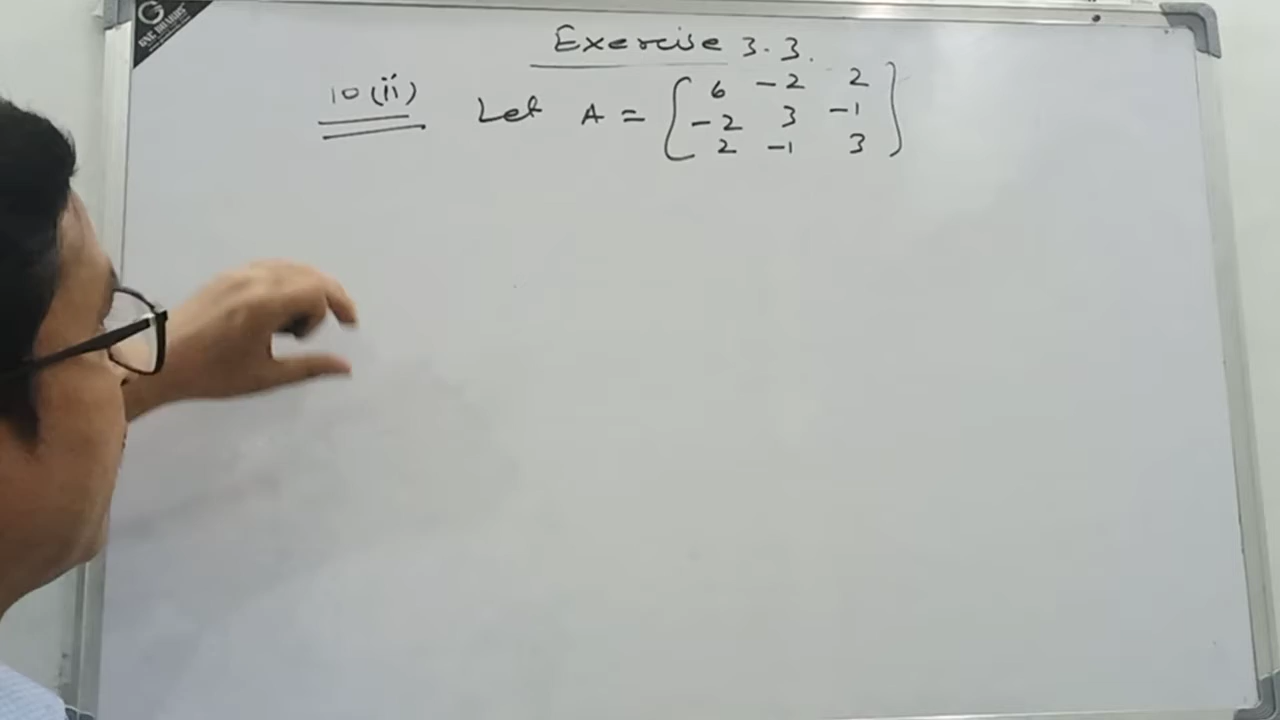 Exercise 3.3.
10(ii) Let A = [ 6 -2 2
-2 3 -1
2 -1 3 ]